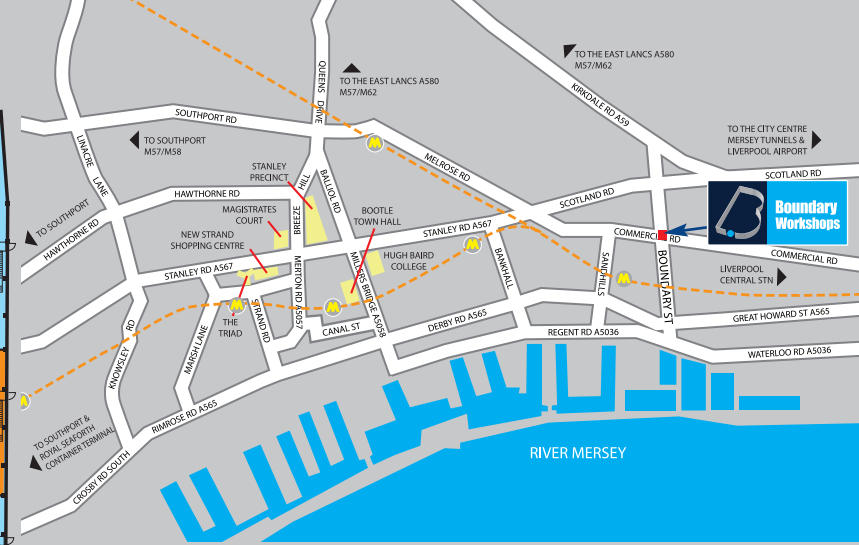 TO THE EAST LANCS A580
M57/M62
QUEENS DRIVE
TO THE EAST LANCS A580
M57/M62
KIRKDALE RD A59
SOUTHPORT RD
TO THE CITY CENTRE
MERSEY TUNNELS &
LIVERPOOL AIRPORT
LINACRE LANE
TO SOUTHPORT
M57/M58
MELROSE RD
STANLEY
PRECINCT
SCOTLAND RD
HAWTHORNE RD
BREEZE HILL
BALLIOL RD
SCOTLAND RD
TO SOUTHPORT
HAWTHORNE RD
MAGISTRATES
COURT
BOOTLE
TOWN HALL
Boundary
Workshops
NEW STRAND
SHOPPING CENTRE
STANLEY RD A567
COMMERCIAL RD
COMMERCIAL RD
STANLEY RD A567
HUGH BAIRD
COLLEGE
MERTON RD A5057
MILLERS BRIDGE A5058
BANKHALL
SANDHILLS
BOUNDARY ST
LIVERPOOL
CENTRAL STN
M
M
M
M
M
THE
TRIAD
STRAND RD
CANAL ST
DERBY RD A565
GREAT HOWARD ST A565
REGENT RD A5036
WATERLOO RD A5036
KNOWSLEY RD
MARSH LANE
RIMROSE RD A565
TO SOUTHPORT &
ROYAL SEAFORTH
CONTAINER TERMINAL
CROSBY RD SOUTH
RIVER MERSEY